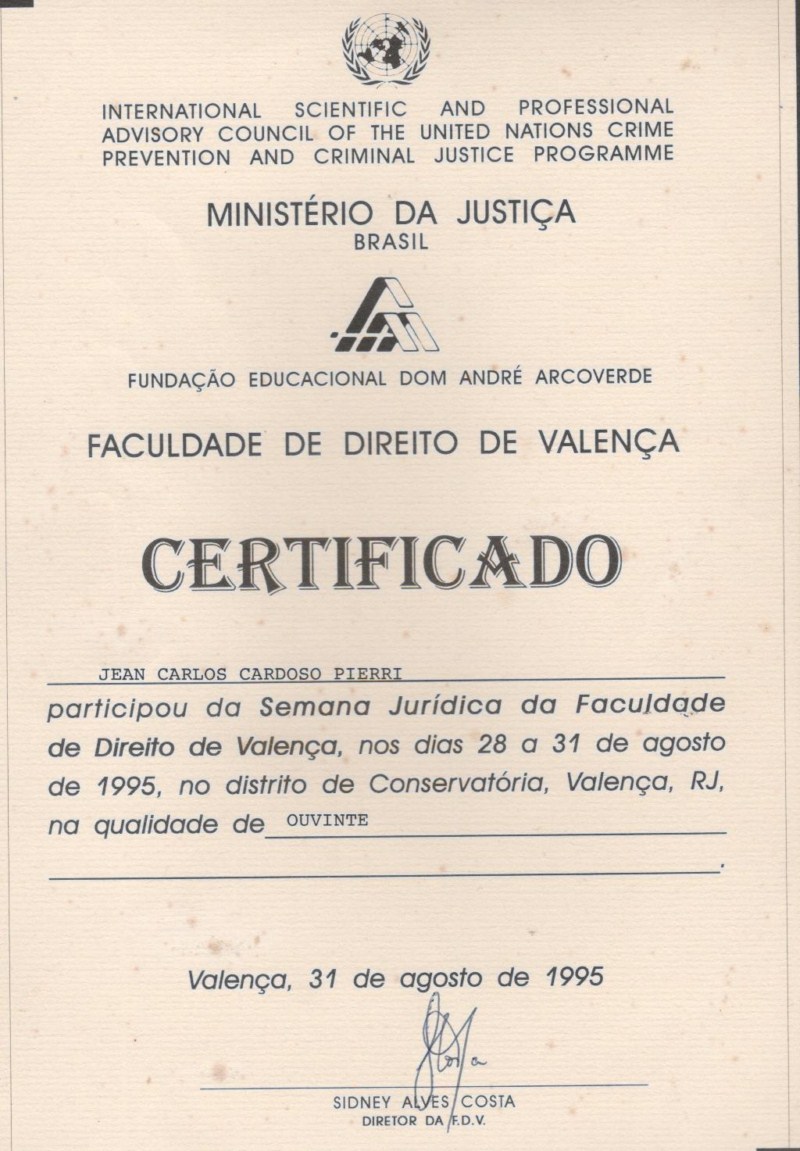 INTERNATIONAL SCIENTIFIC AND PROFESSIONAL
ADVISORY COUNCIL OF THE UNITED NATIONS CRIME
PREVENTION AND CRIMINAL JUSTICE PROGRAMME
MINISTÉRIO DA JUSTIÇA
BRASIL
FUNDAÇÃO EDUCACIONAL DOM ANDRÉ ARCOVERDE
FACULDADE DE DIREITO DE VALENÇA
CERTIFICADO
JEAN CARLOS CARDOSO PIERRI
participou da Semana Jurídica da Faculdade
de Direito de Valença, nos dias 28 a 31 de agosto
de 1995, no distrito de Conservatória, Valença, RJ,
na qualidade de OUVINTE
.
Valença, 31 de agosto de 1995
SIDNEY ALVES COSTA
DIRETOR DA F.D.V.